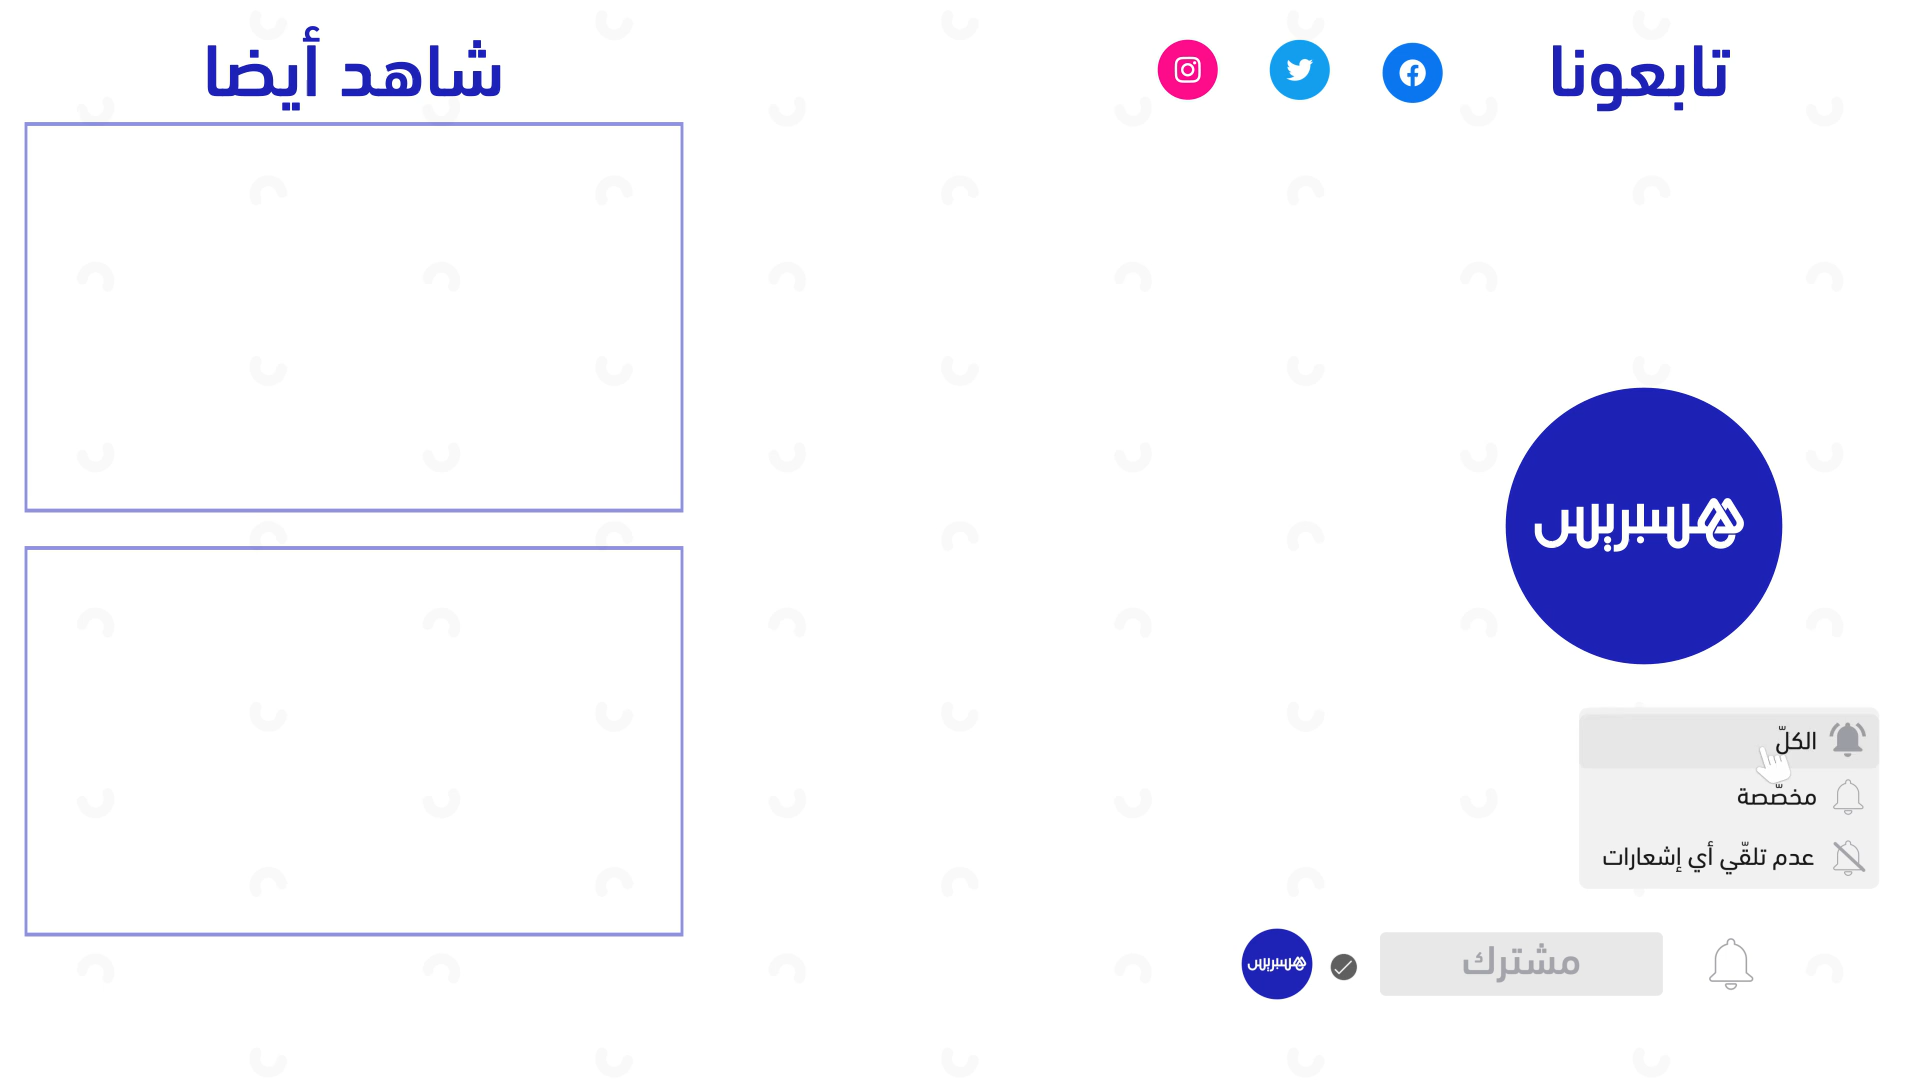 تابعونا
شاهد أيضا
هسبريس
الكلّ
مخصّصة
عدم تلقّي أي إشعارات
مشترك
هسبريس